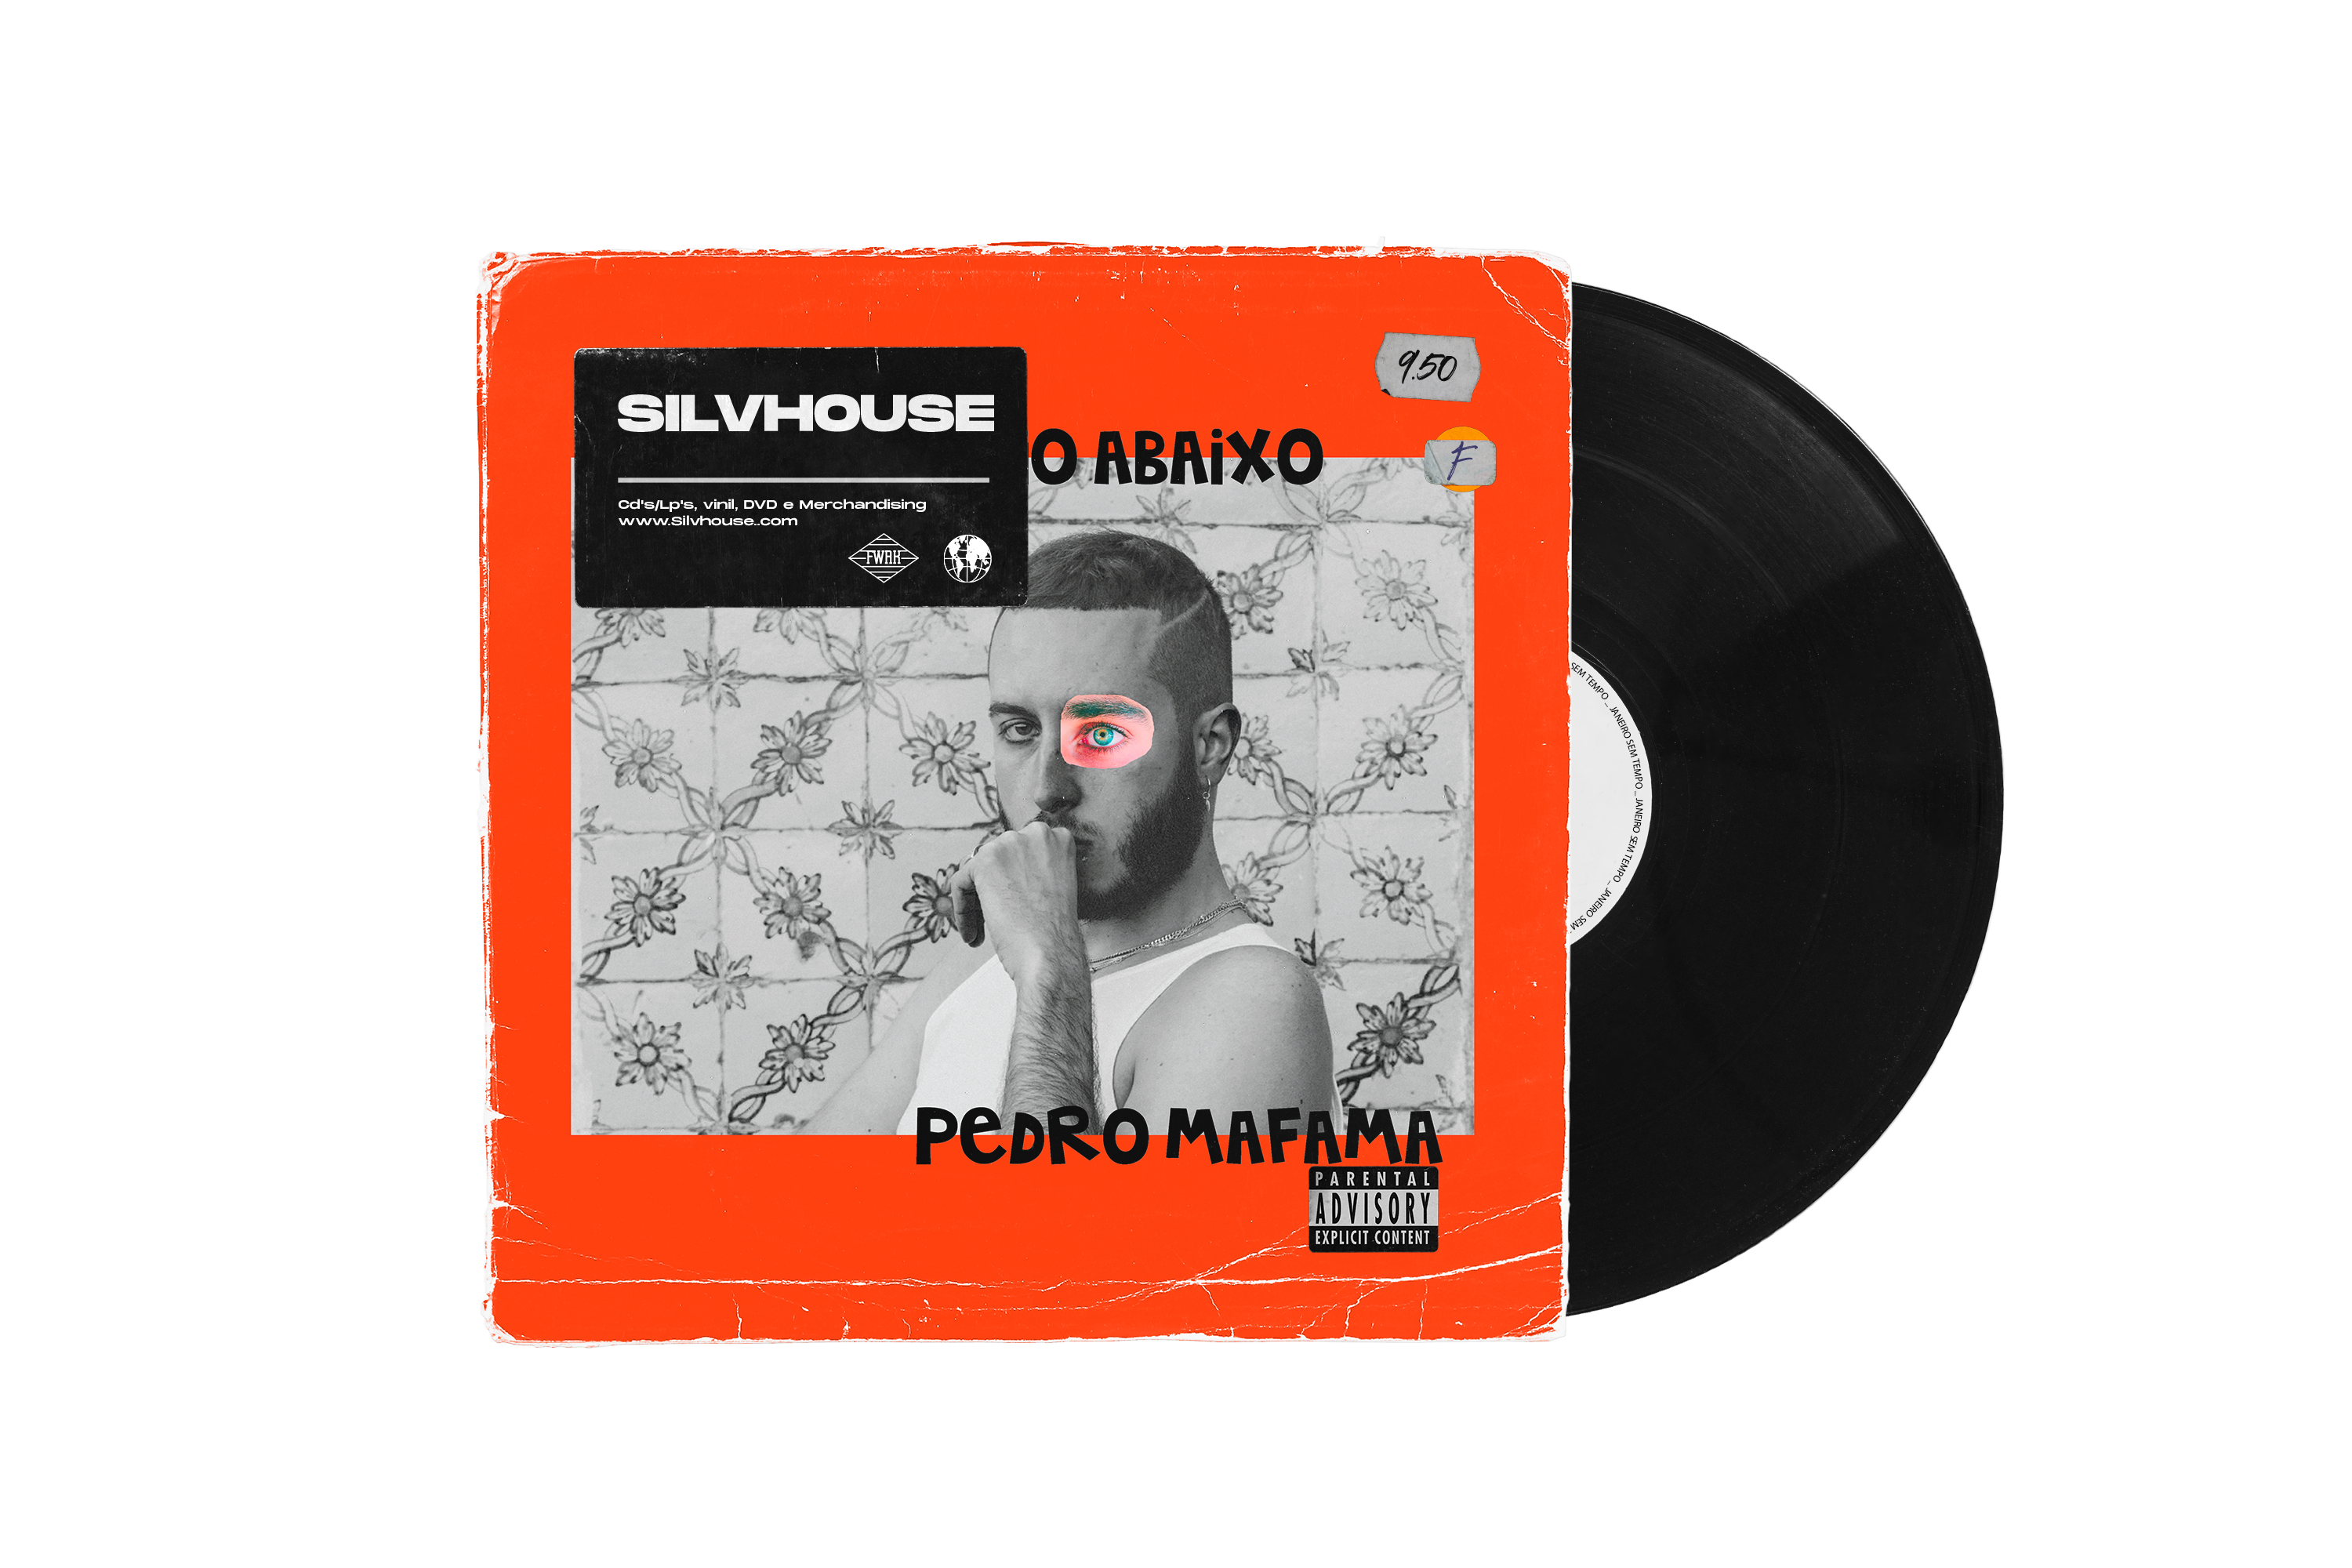 9.50
SILVHOUSE
O ABAiXO
F
Cd's/Lp's, vinil, DVD e Merchandising
www.Silvhouse..com
FWRK
SEM TEMPO _ JANEIRO SEM TEMPO _ JANEIRO SEM TEMPO _ JANEIRO SEM
PeDRO MAFAMA
PARENTAL
ADVISORY
EXPLICIT CONTENT